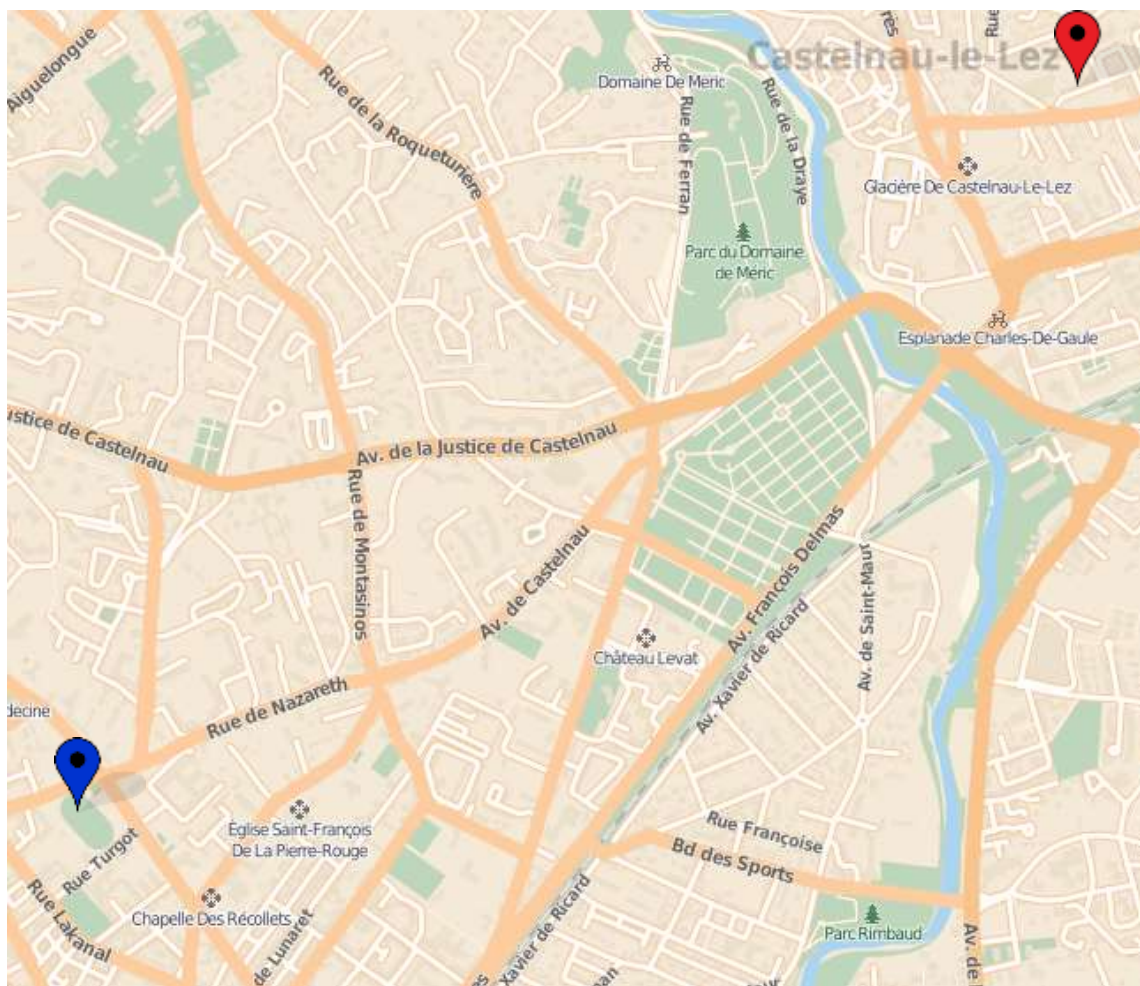 Aiguelongue
Rue de la Roqueturière
Domaine De Meric
Castelnau-le-Lez
Rue de Ferran
Rue de la Draye
Glacière De Castelnau-Le-Lez
Parc du Domaine
de Méric
Esplanade Charles-De-Gaule
ustice de Castelnau
Av. de la Justice de Castelnau
Rue de Montasinos
Av. de Castelnau
Av. François Delmas
Av. Xavier de Ricard
Av. de Saint-Maur
Château Levat
Rue de Nazareth
decine
Eglise Saint-François
De La Pierre-Rouge
Rue Turgot
Rue Lakanal
Chapelle Des Récollets
de Lunaret
Rue Françoise
Bd des Sports
Parc Rimbaud
Xavier de Ricard
Av. de